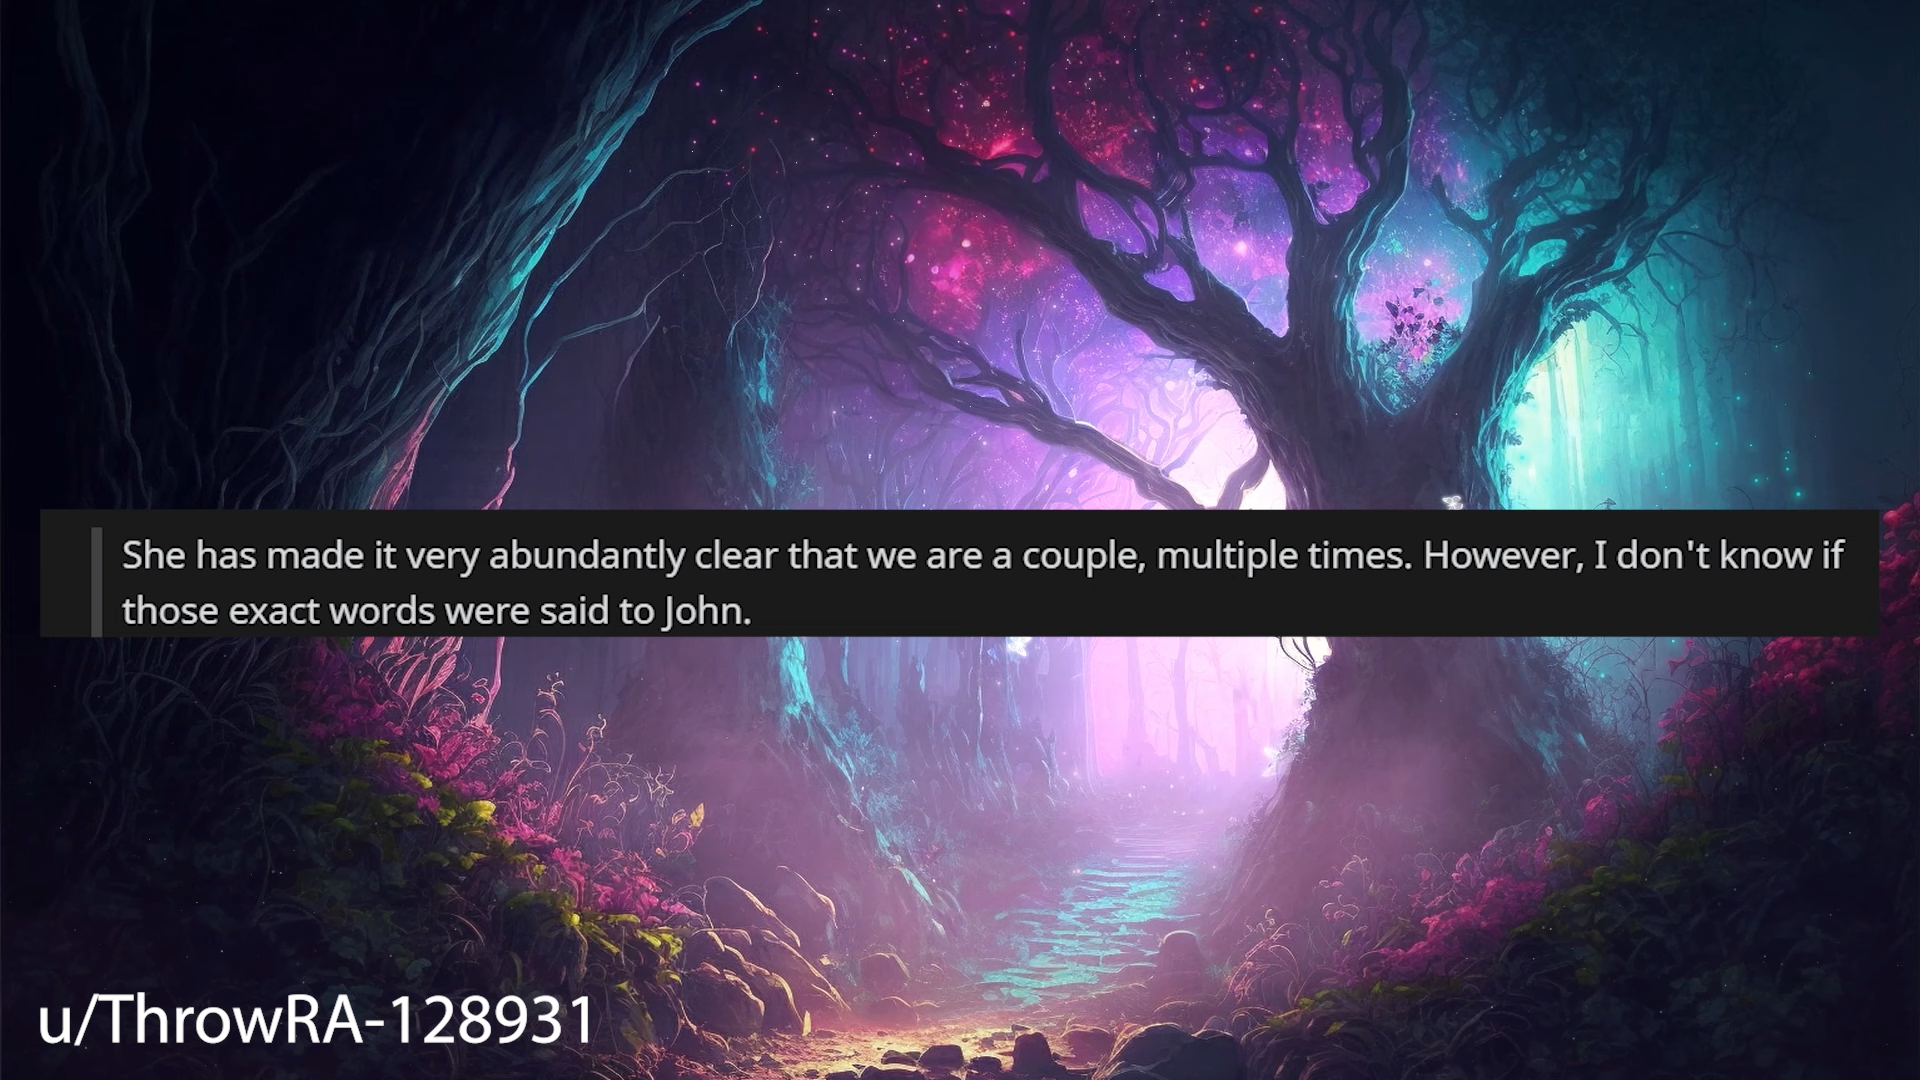 She has made it very abundantly clear that we are a couple, multiple times. However, I don't know if
those exact words were said to John.
u/ThrowRA-128931